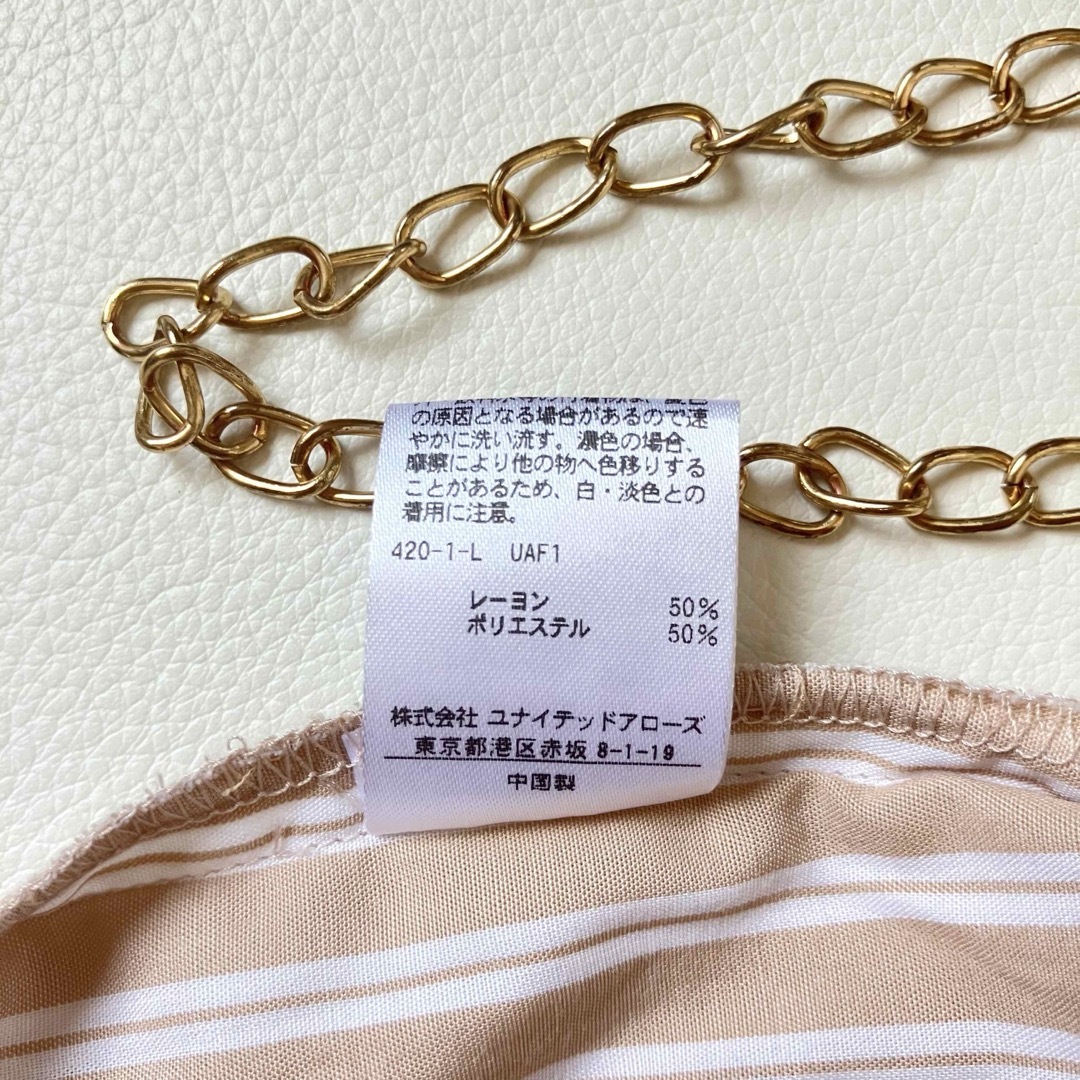 の原因となる場合があるので速
やかに洗い流す。濃色の場合、
摩擦により他の物へ色移りする
ことがあるため、白・淡色との
着用に注意。
420-1-L UAF1
レーヨン 50%
ポリエステル 50%
株式会社 ユナイテッドアローズ
東京都港区赤坂 8-1-19
中国製